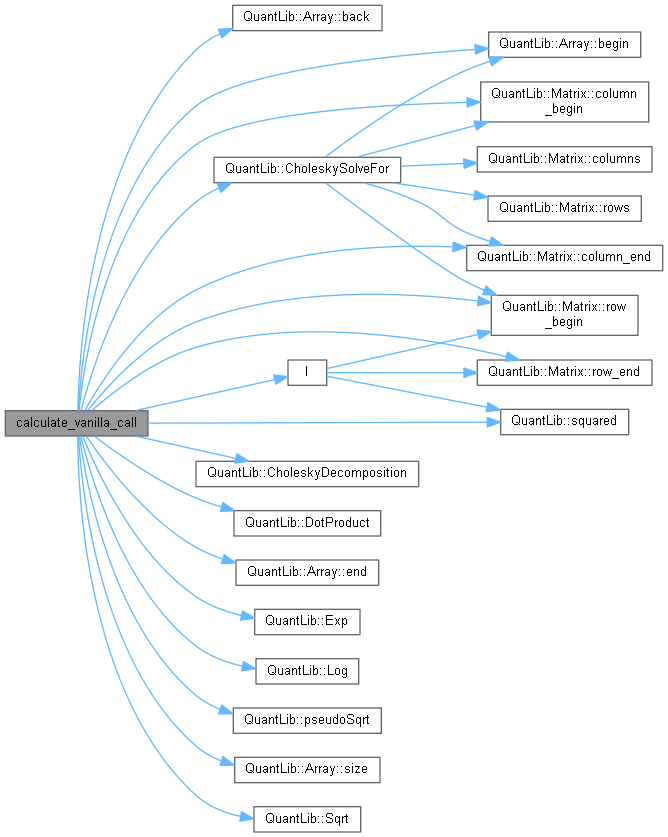 QuantLib::Array::back
QuantLib::Array::begin
QuantLib::Matrix::column
_begin
QuantLib::CholeskySolveFor
QuantLib::Matrix::columns
QuantLib::Matrix::rows
QuantLib::Matrix::column_end
QuantLib::Matrix::row
_begin
I
QuantLib::Matrix::row_end
calculate_vanilla_call
QuantLib::squared
QuantLib::CholeskyDecomposition
QuantLib::DotProduct
QuantLib::Array::end
QuantLib::Exp
QuantLib::Log
QuantLib::pseudoSqrt
QuantLib::Array::size
QuantLib::Sqrt